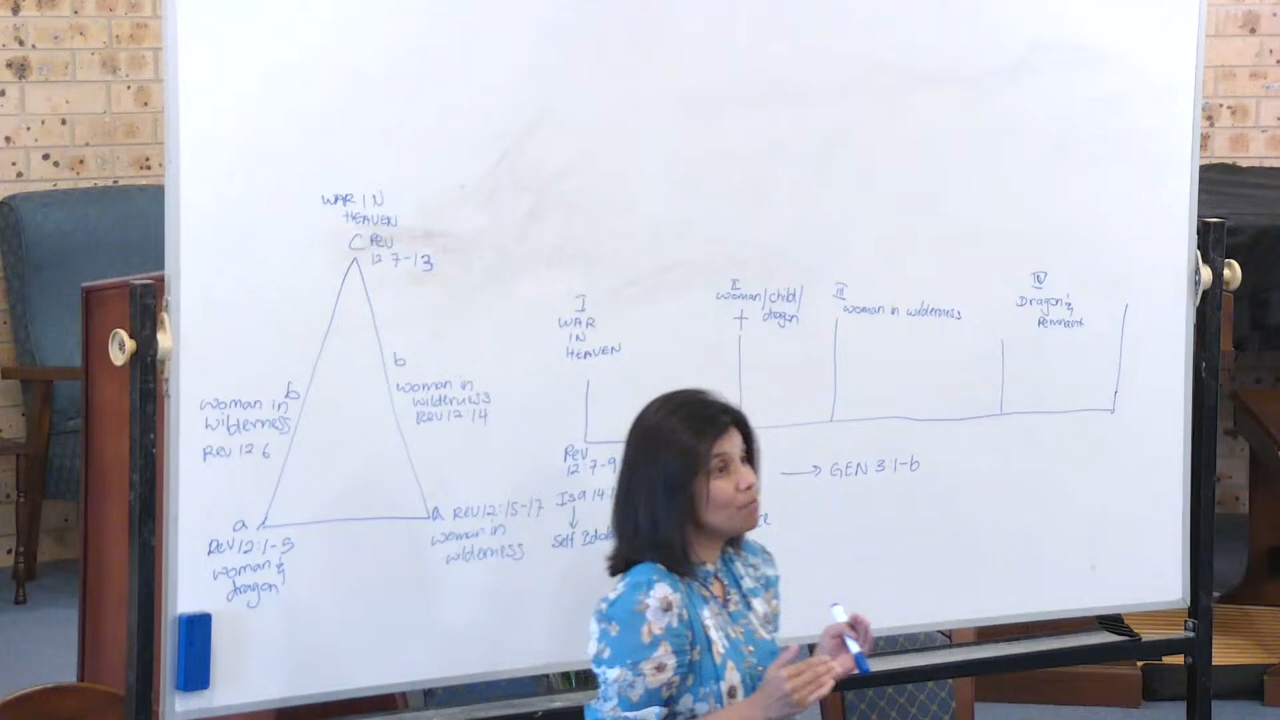 WAR IN
HEAVEN
C Rev
12 7-13
b
woman in
wilderness
Rev 12:14
b
woman in
wilderness
Rev 12 6
a
Rev 12:1-5
woman &
dragon
a Rev 12:15-17
woman in
wilderness
I
WAR
IN
HEAVEN
Rev
12:7-9
Isa 14:1
↓
Self
II
woman/child/
+ dragon
III
woman in wilderness
IV
Dragon &
Remnant
→ GEN 3:1-6